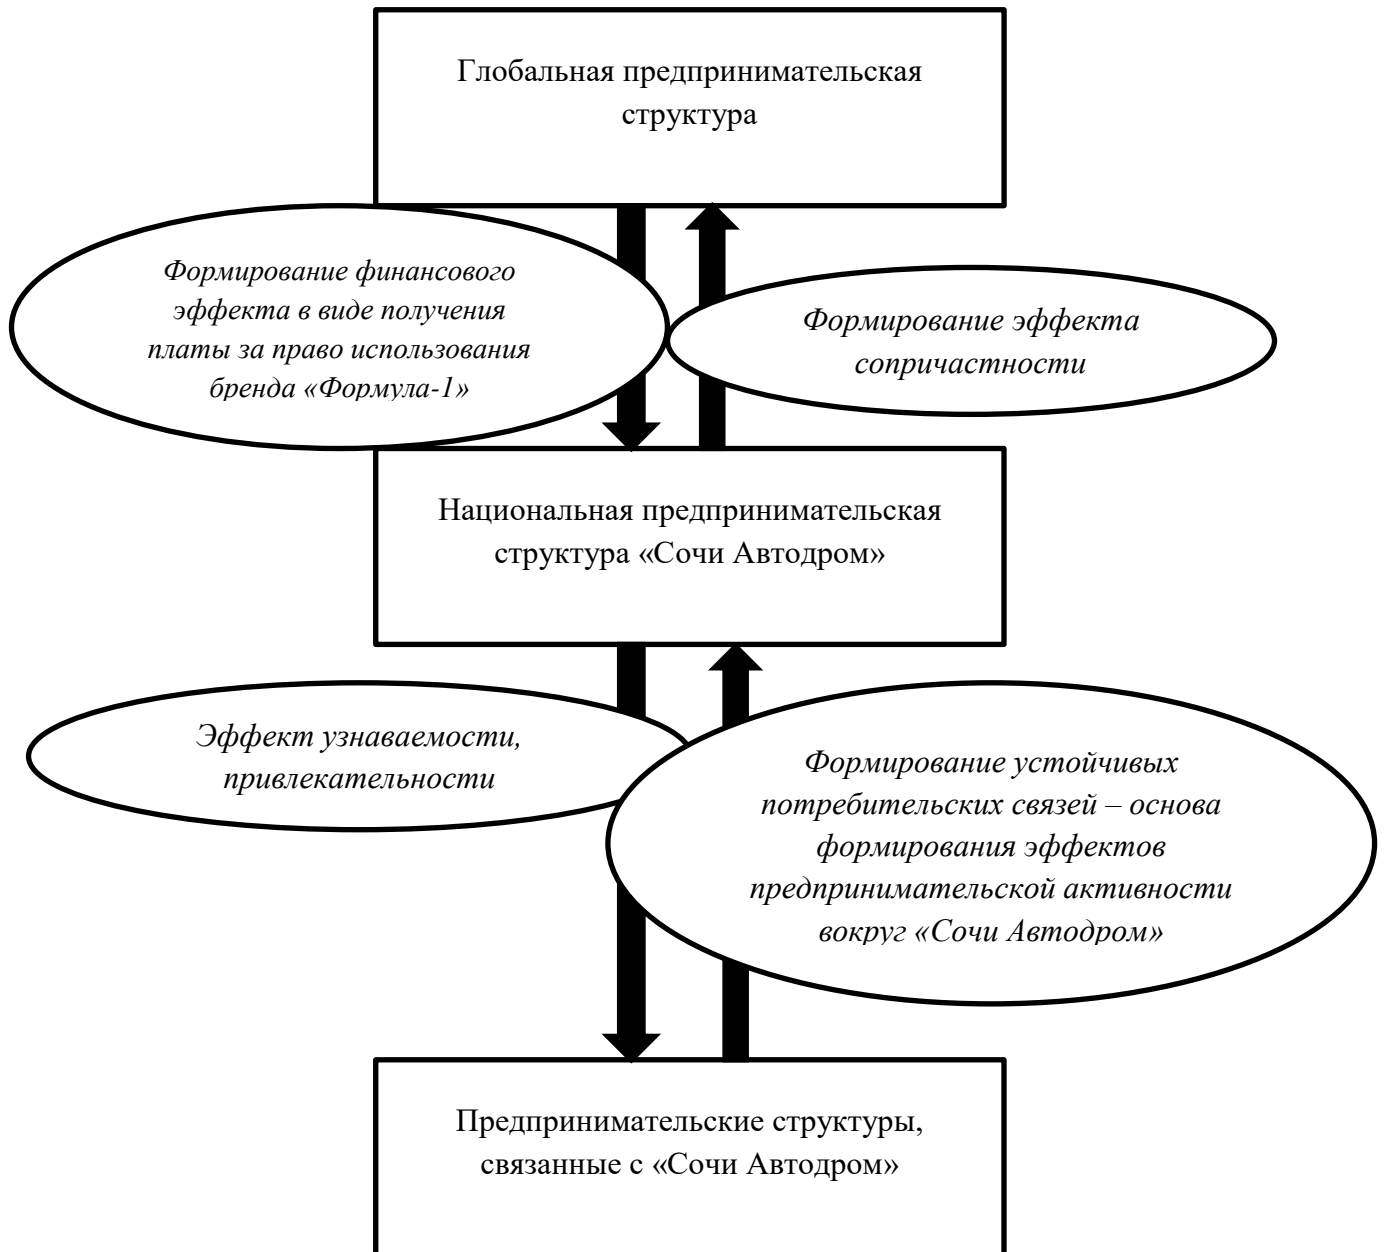 Глобальная предпринимательская
структура
Формирование финансового
эффекта в виде получения
платы за право использования
бренда «Формула-1»
Формирование эффекта
сопричастности
Национальная предпринимательская
структура «Сочи Автодром»
Эффект узнаваемости,
привлекательности
Формирование устойчивых
потребительских связей – основа
формирования эффектов
предпринимательской активности
вокруг «Сочи Автодром»
Предпринимательские структуры,
связанные с «Сочи Автодром»